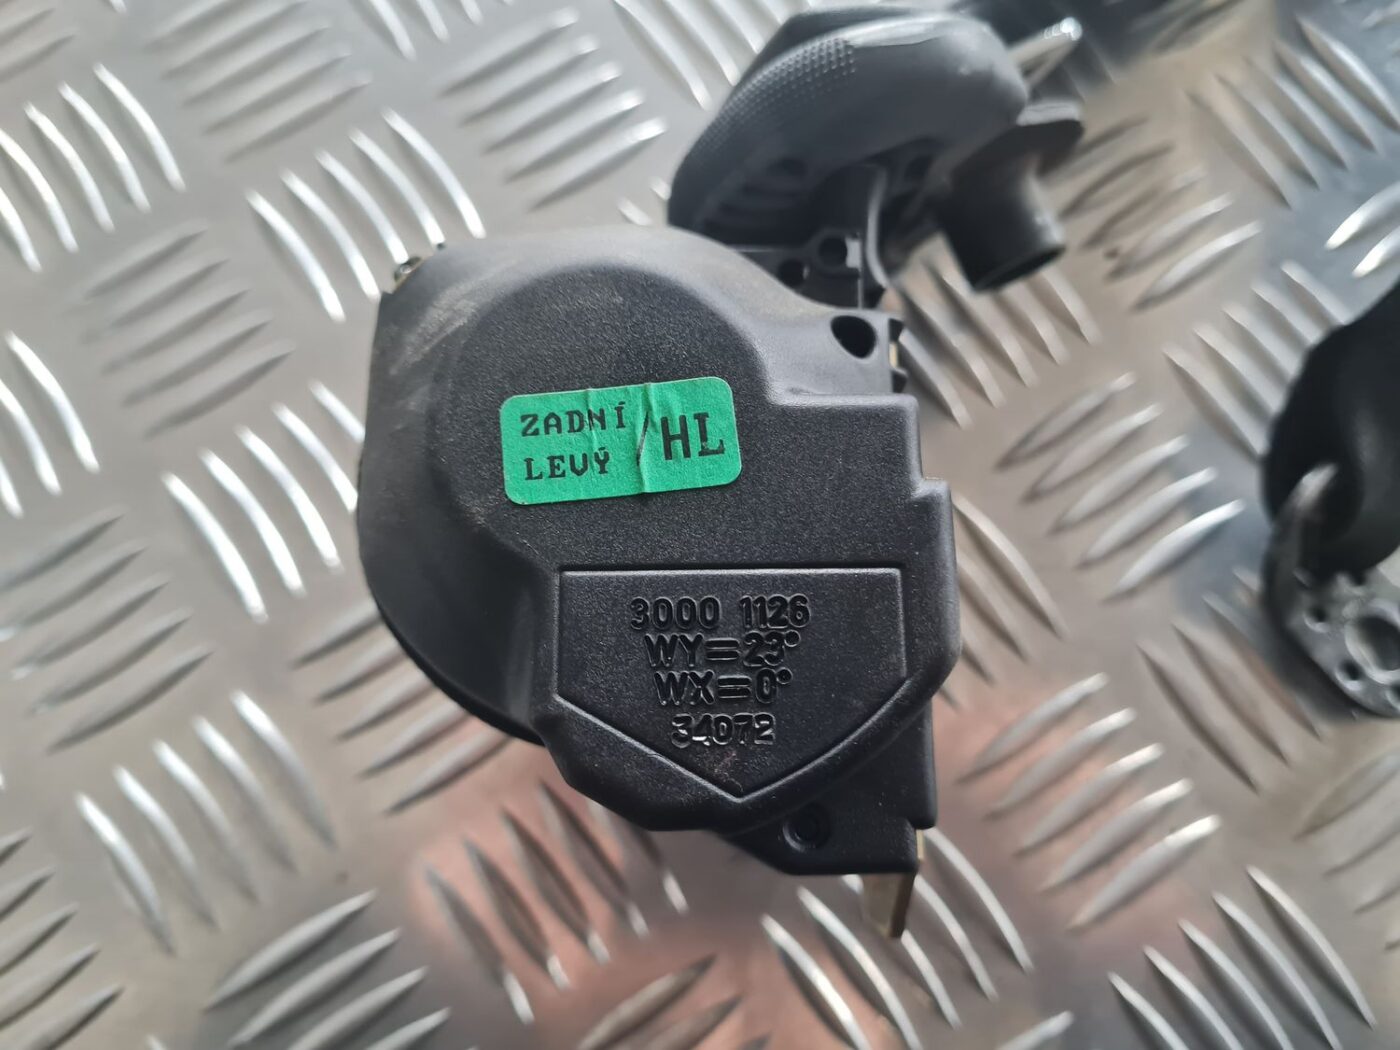 ZADNÍ
LEVÝ /HL
3000 1126
WY=23°
WX=0°
34072